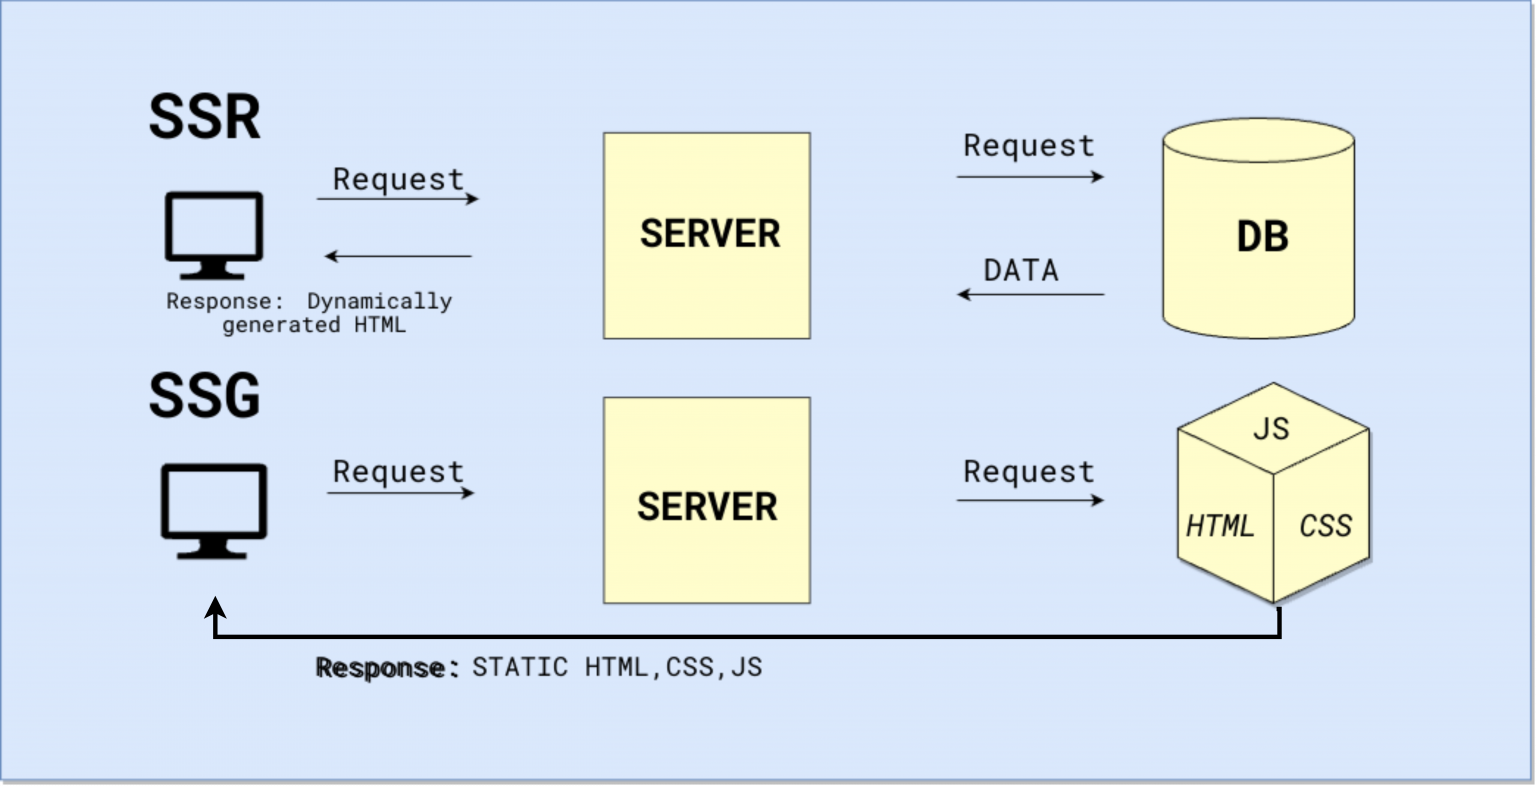 SSR
Request
SERVER
Request
DB
DATA
Response: Dynamically
generated HTML
SSG
Request
SERVER
Request
JS
HTML
CSS
Response: STATIC HTML,CSS,JS